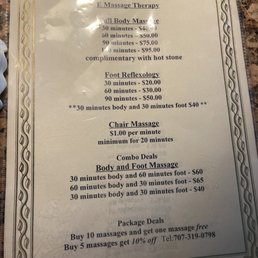 E Massage Therapy
Full Body Massage
30 minutes - $40.00
60 minutes - $50.00
90 minutes - $75.00
minutes - $95.00
complimentary with hot stone
Foot Reflexology
30 minutes - $20.00
60 minutes - $30.00
90 minutes - $50.00
**30 minutes body and 30 minutes foot $40 **
Chair Massage
$1.00 per minute
minimum for 20 minutes
Combo Deals
Body and Foot Massage
30 minutes body and 60 minutes foot - $60
60 minutes body and 30 minutes foot - $65
30 minutes body and 30 minutes foot - $40
Package Deals
Buy 10 massages and get one massage free
Buy 5 massages get 10% off Tel:707-319-0798